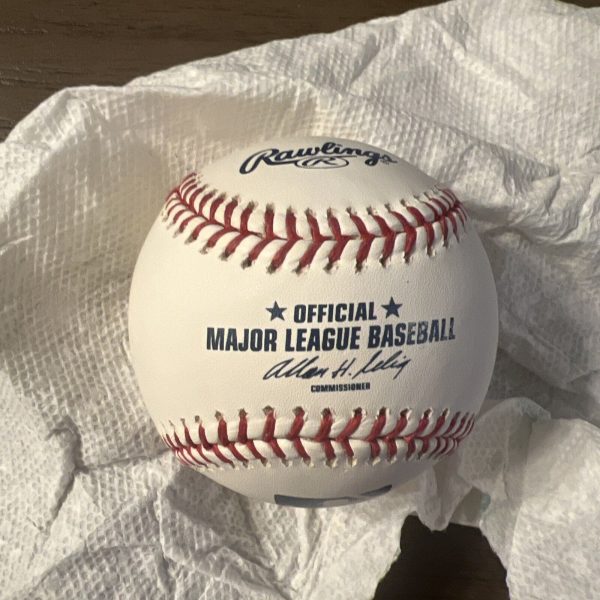 Rawlings
R
★ OFFICIAL ★
MAJOR LEAGUE BASEBALL
Allan H. Selig
COMMISSIONER